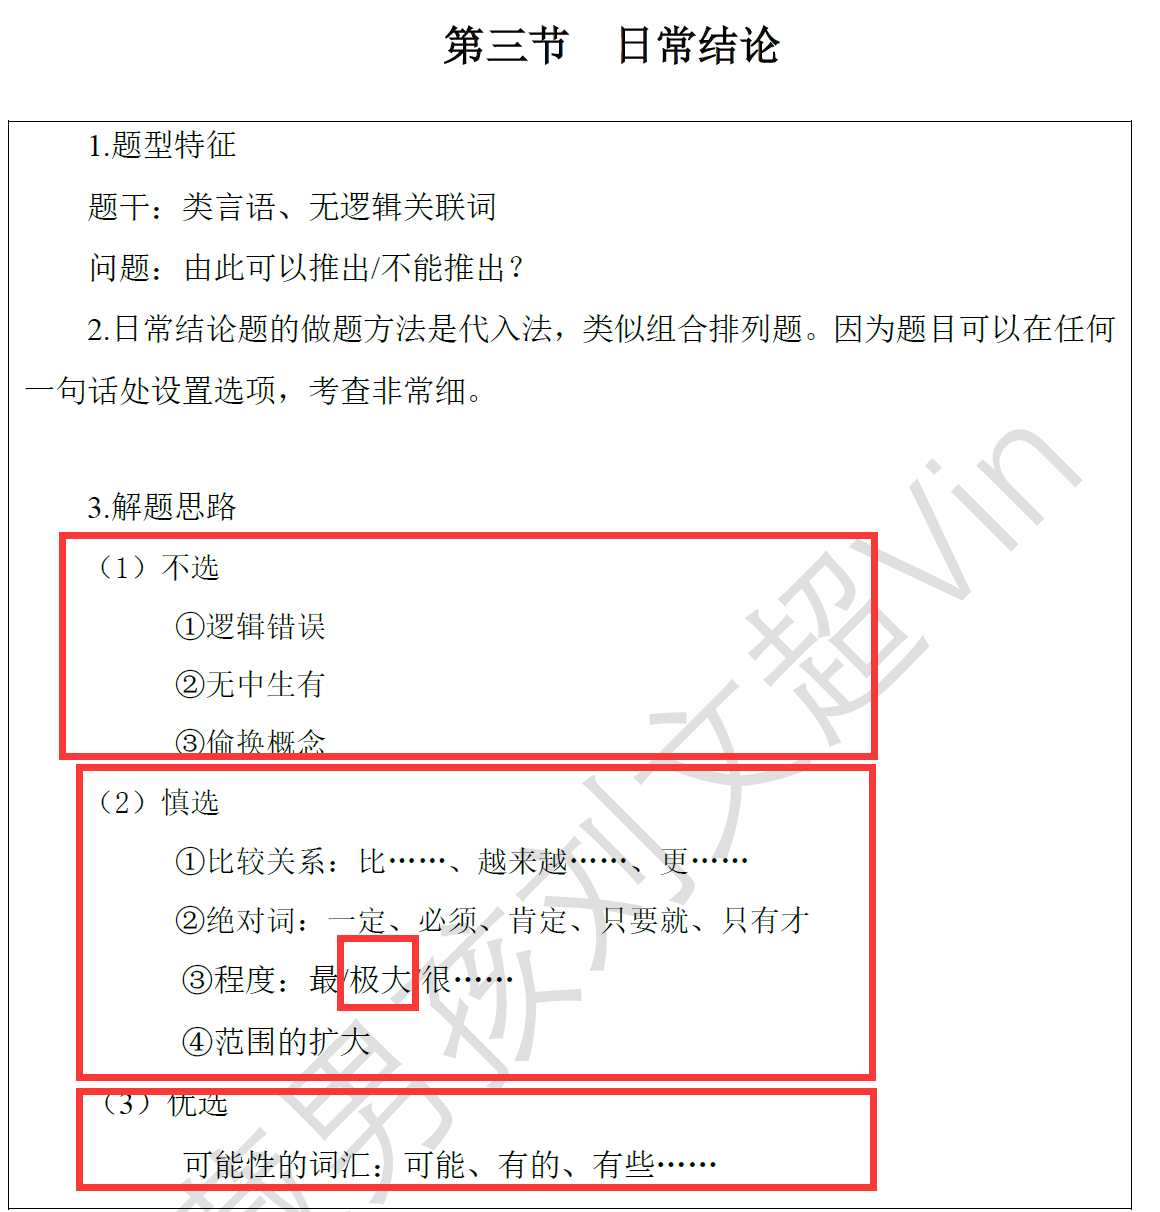 第三节 日常结论
1.题型特征
题干：类言语、无逻辑关联词
问题：由此可以推出/不能推出？
2.日常结论题的做题方法是代入法，类似组合排列题。因为题目可以在任何
一句话处设置选项，考查非常细。
3.解题思路
（1）不选
①逻辑错误
②无中生有
③偷换概念
（2）慎选
①比较关系：比……、越来越……、更……
②绝对词：一定、必须、肯定、只要就、只有才
③程度：最/极大/很……
④范围的扩大
（3）优选
可能性的词汇：可能、有的、有些……
男孩刘文超Vin